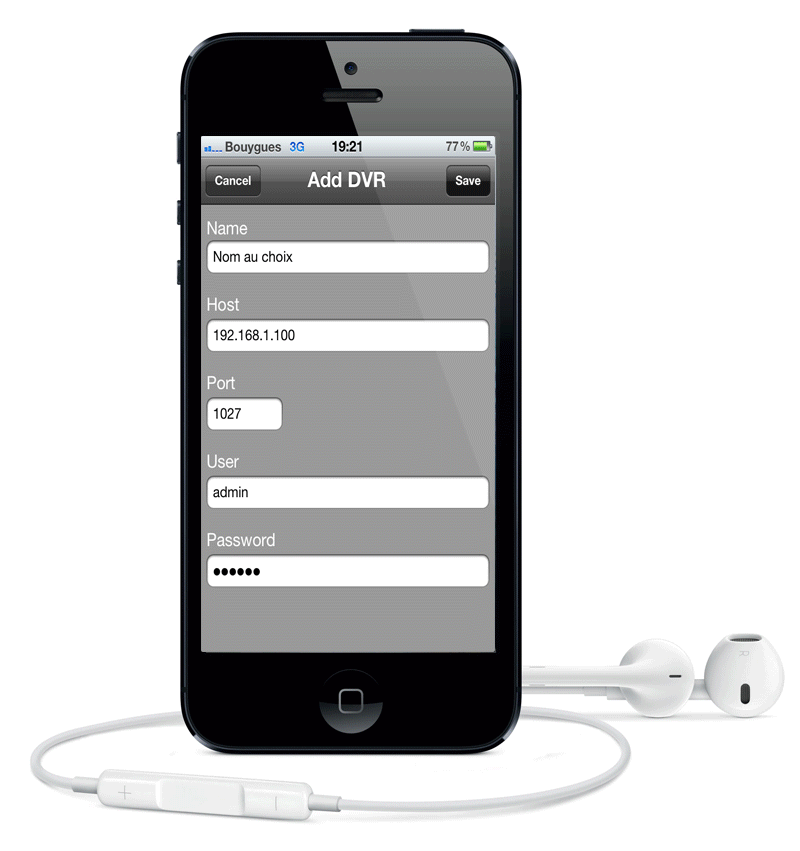 Bouygues 3G 19:21 77%
Cancel Add DVR Save
Name
Nom au choix
Host
192.168.1.100
Port
1027
User
admin
Password
••••••